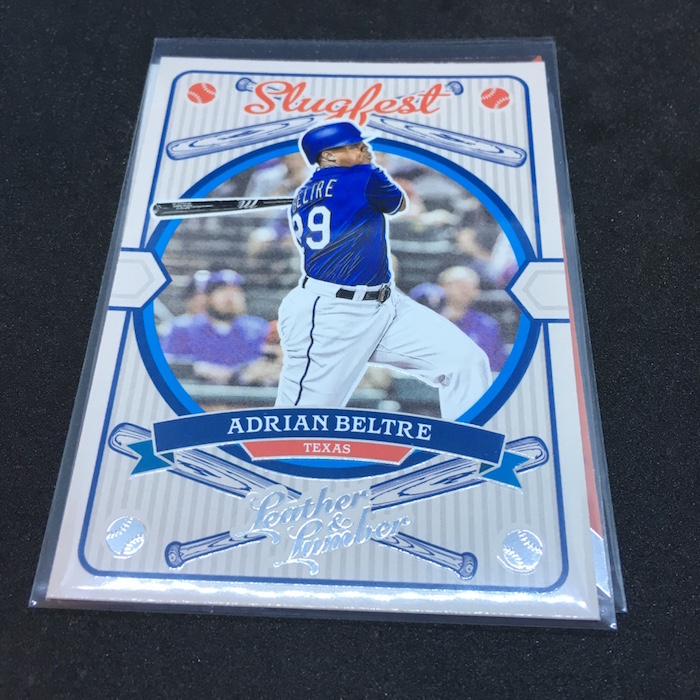 Slugfest
ELTRE
29
ADRIAN BELTRE
TEXAS
Leather
&
Lumber